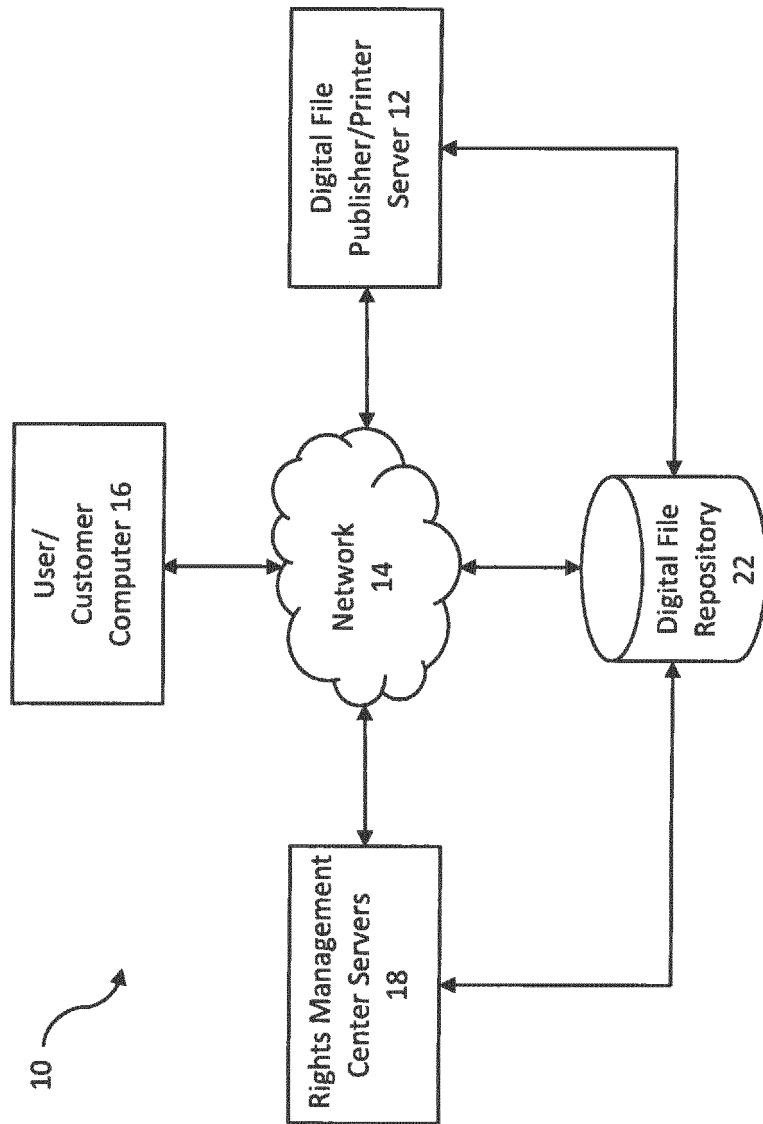 10
User/
Customer
Computer 16
Rights Management
Center Servers
18
Network
14
Digital File
Publisher/Printer
Server 12
Digital File
Repository
22